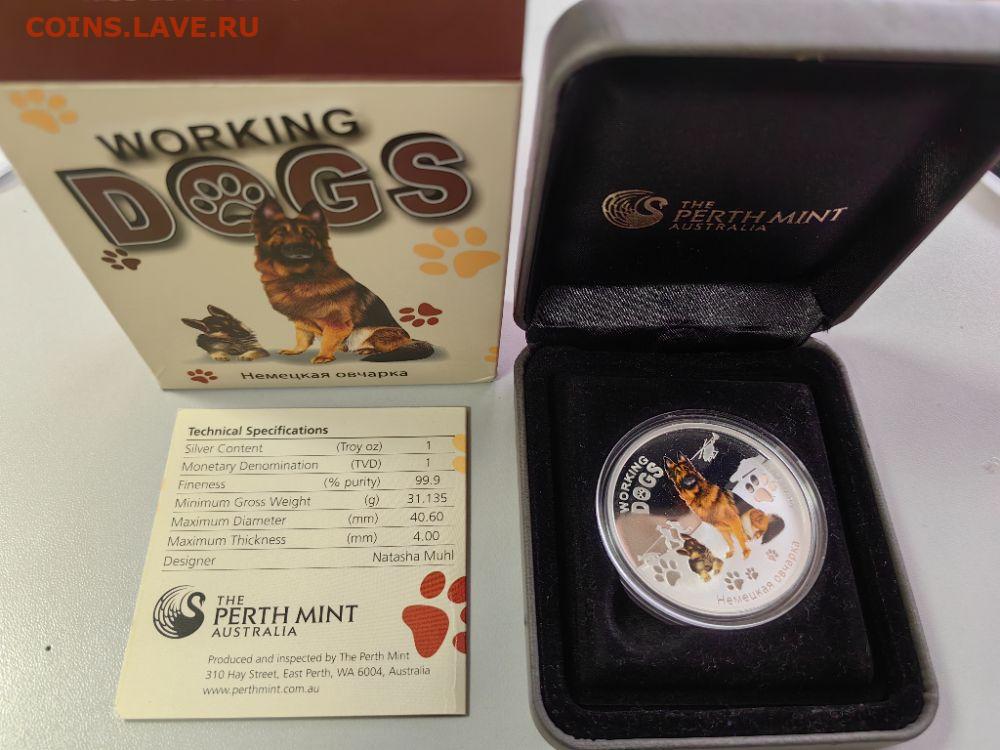 COINS.LAVE.RU
WORKING
DOGS
Немецкая овчарка
THE
PERTH MINT
AUSTRALIA
Technical Specifications
Silver Content (Troy oz) 1
Monetary Denomination (TVD) 1
Fineness (% purity) 99.9
Minimum Gross Weight (g) 31.135
Maximum Diameter (mm) 40.60
Maximum Thickness (mm) 4.00
Designer Natasha Muhl
THE
PERTH MINT
AUSTRALIA
Produced and inspected by The Perth Mint
310 Hay Street, East Perth, WA 6004, Australia
www.perthmint.com.au
WORKING
DOGS
Немецкая овчарка